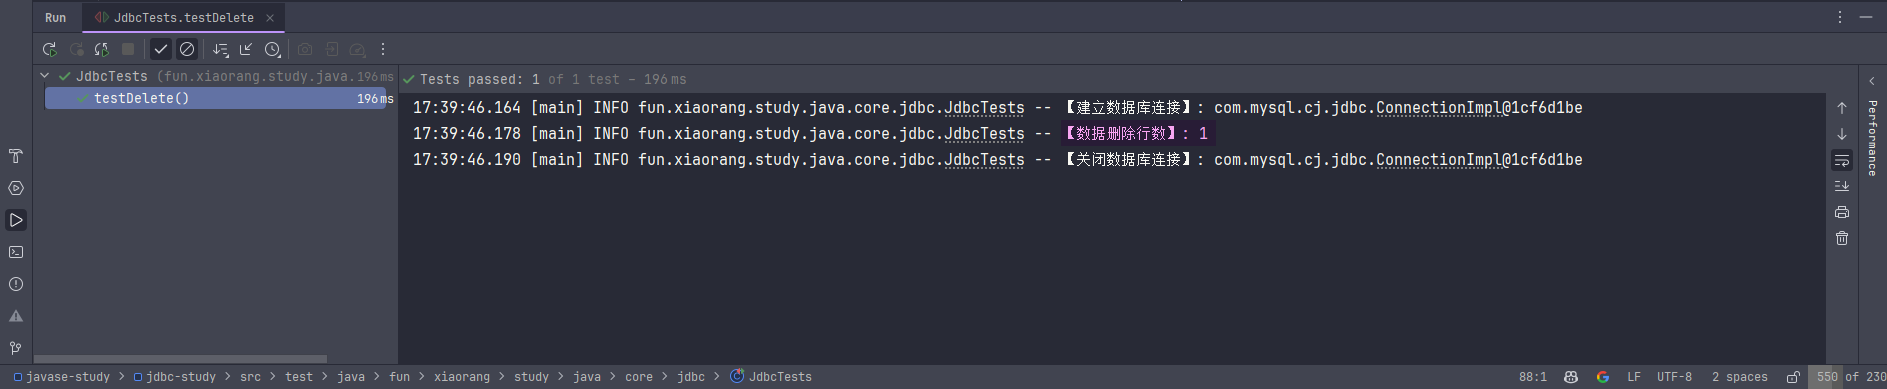 Run JdbcTests.testDelete
JdbcTests (fun.xiaorang.study.java. 196 ms
testDelete() 196 ms
Tests passed: 1 of 1 test – 196 ms
17:39:46.164 [main] INFO fun.xiaorang.study.java.core.jdbc.JdbcTests -- 【建立数据库连接】: com.mysql.cj.jdbc.ConnectionImpl@1cf6d1be
17:39:46.178 [main] INFO fun.xiaorang.study.java.core.jdbc.JdbcTests -- 【数据删除行数】: 1
17:39:46.190 [main] INFO fun.xiaorang.study.java.core.jdbc.JdbcTests -- 【关闭数据库连接】: com.mysql.cj.jdbc.ConnectionImpl@1cf6d1be
Performance
javase-study > jdbc-study > src > test > java > fun > xiaorang > study > java > core > jdbc > JdbcTests 88:1 LF UTF-8 2 spaces 550 of 230